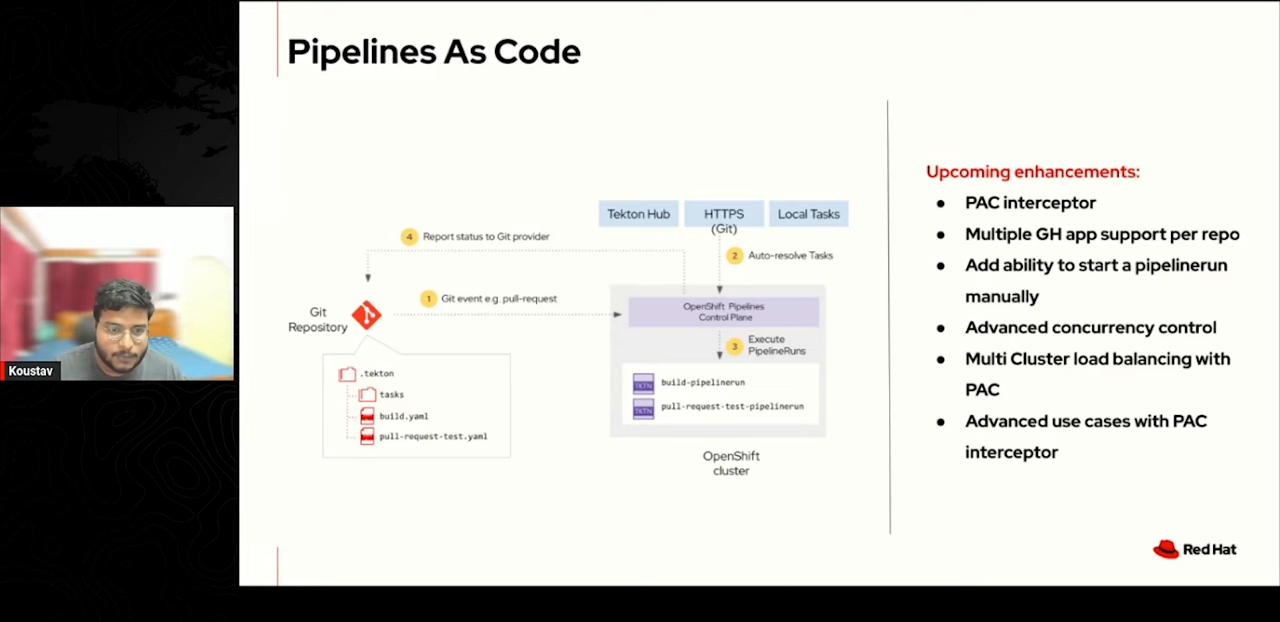 Pipelines As Code
Tekton Hub
HTTPS
(Git)
Local Tasks
4 Report status to Git provider
2 Auto-resolve Tasks
1 Git event e.g. pull-request
Git
Repository
OpenShift Pipelines
Control Plane
3 Execute
PipelineRuns
.tekton
tasks
build.yaml
pull-request-test.yaml
TKTN build-pipelinerun
TKTN pull-request-test-pipelinerun
OpenShift
cluster
Upcoming enhancements:
● PAC interceptor
● Multiple GH app support per repo
● Add ability to start a pipelinerun
manually
● Advanced concurrency control
● Multi Cluster load balancing with
PAC
● Advanced use cases with PAC
interceptor
Red Hat
Koustav